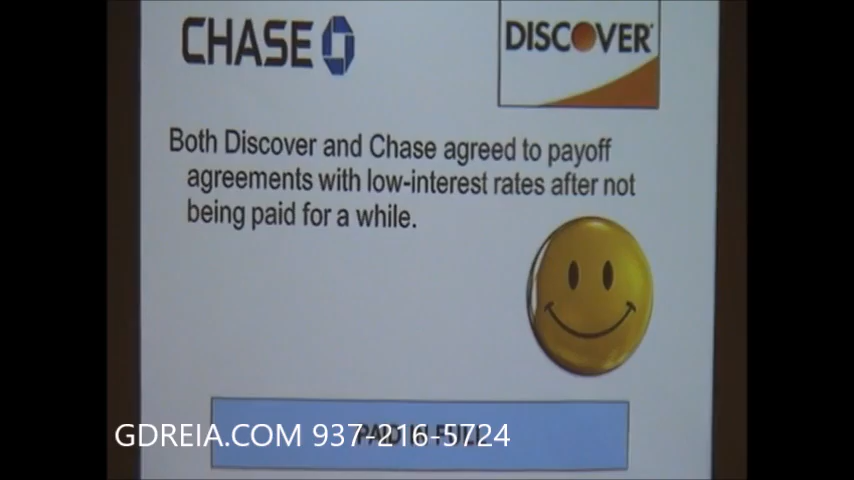 CHASE
DISCOVER
Both Discover and Chase agreed to payoff
agreements with low-interest rates after not
being paid for a while.
GDREIA.COM 937-216-5724